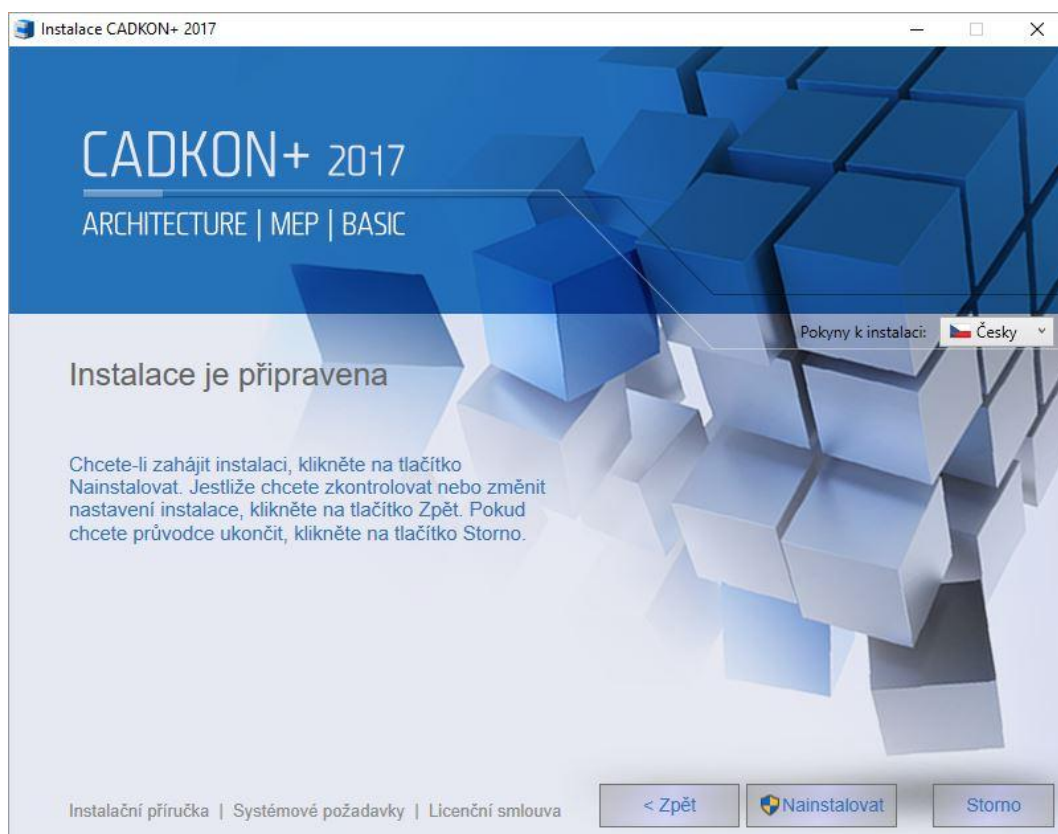 Instalace CADKON+ 2017
CADKON+ 2017
ARCHITECTURE | MEP | BASIC
Pokyny k instalaci: Česky
Instalace je připravena
Chcete-li zahájit instalaci, klikněte na tlačítko
Nainstalovat. Jestliže chcete zkontrolovat nebo změnit
nastavení instalace, klikněte na tlačítko Zpět. Pokud
chcete průvodce ukončit, klikněte na tlačítko Storno.
Instalační příručka | Systémové požadavky | Licenční smlouva
< Zpět
Nainstalovat
Storno